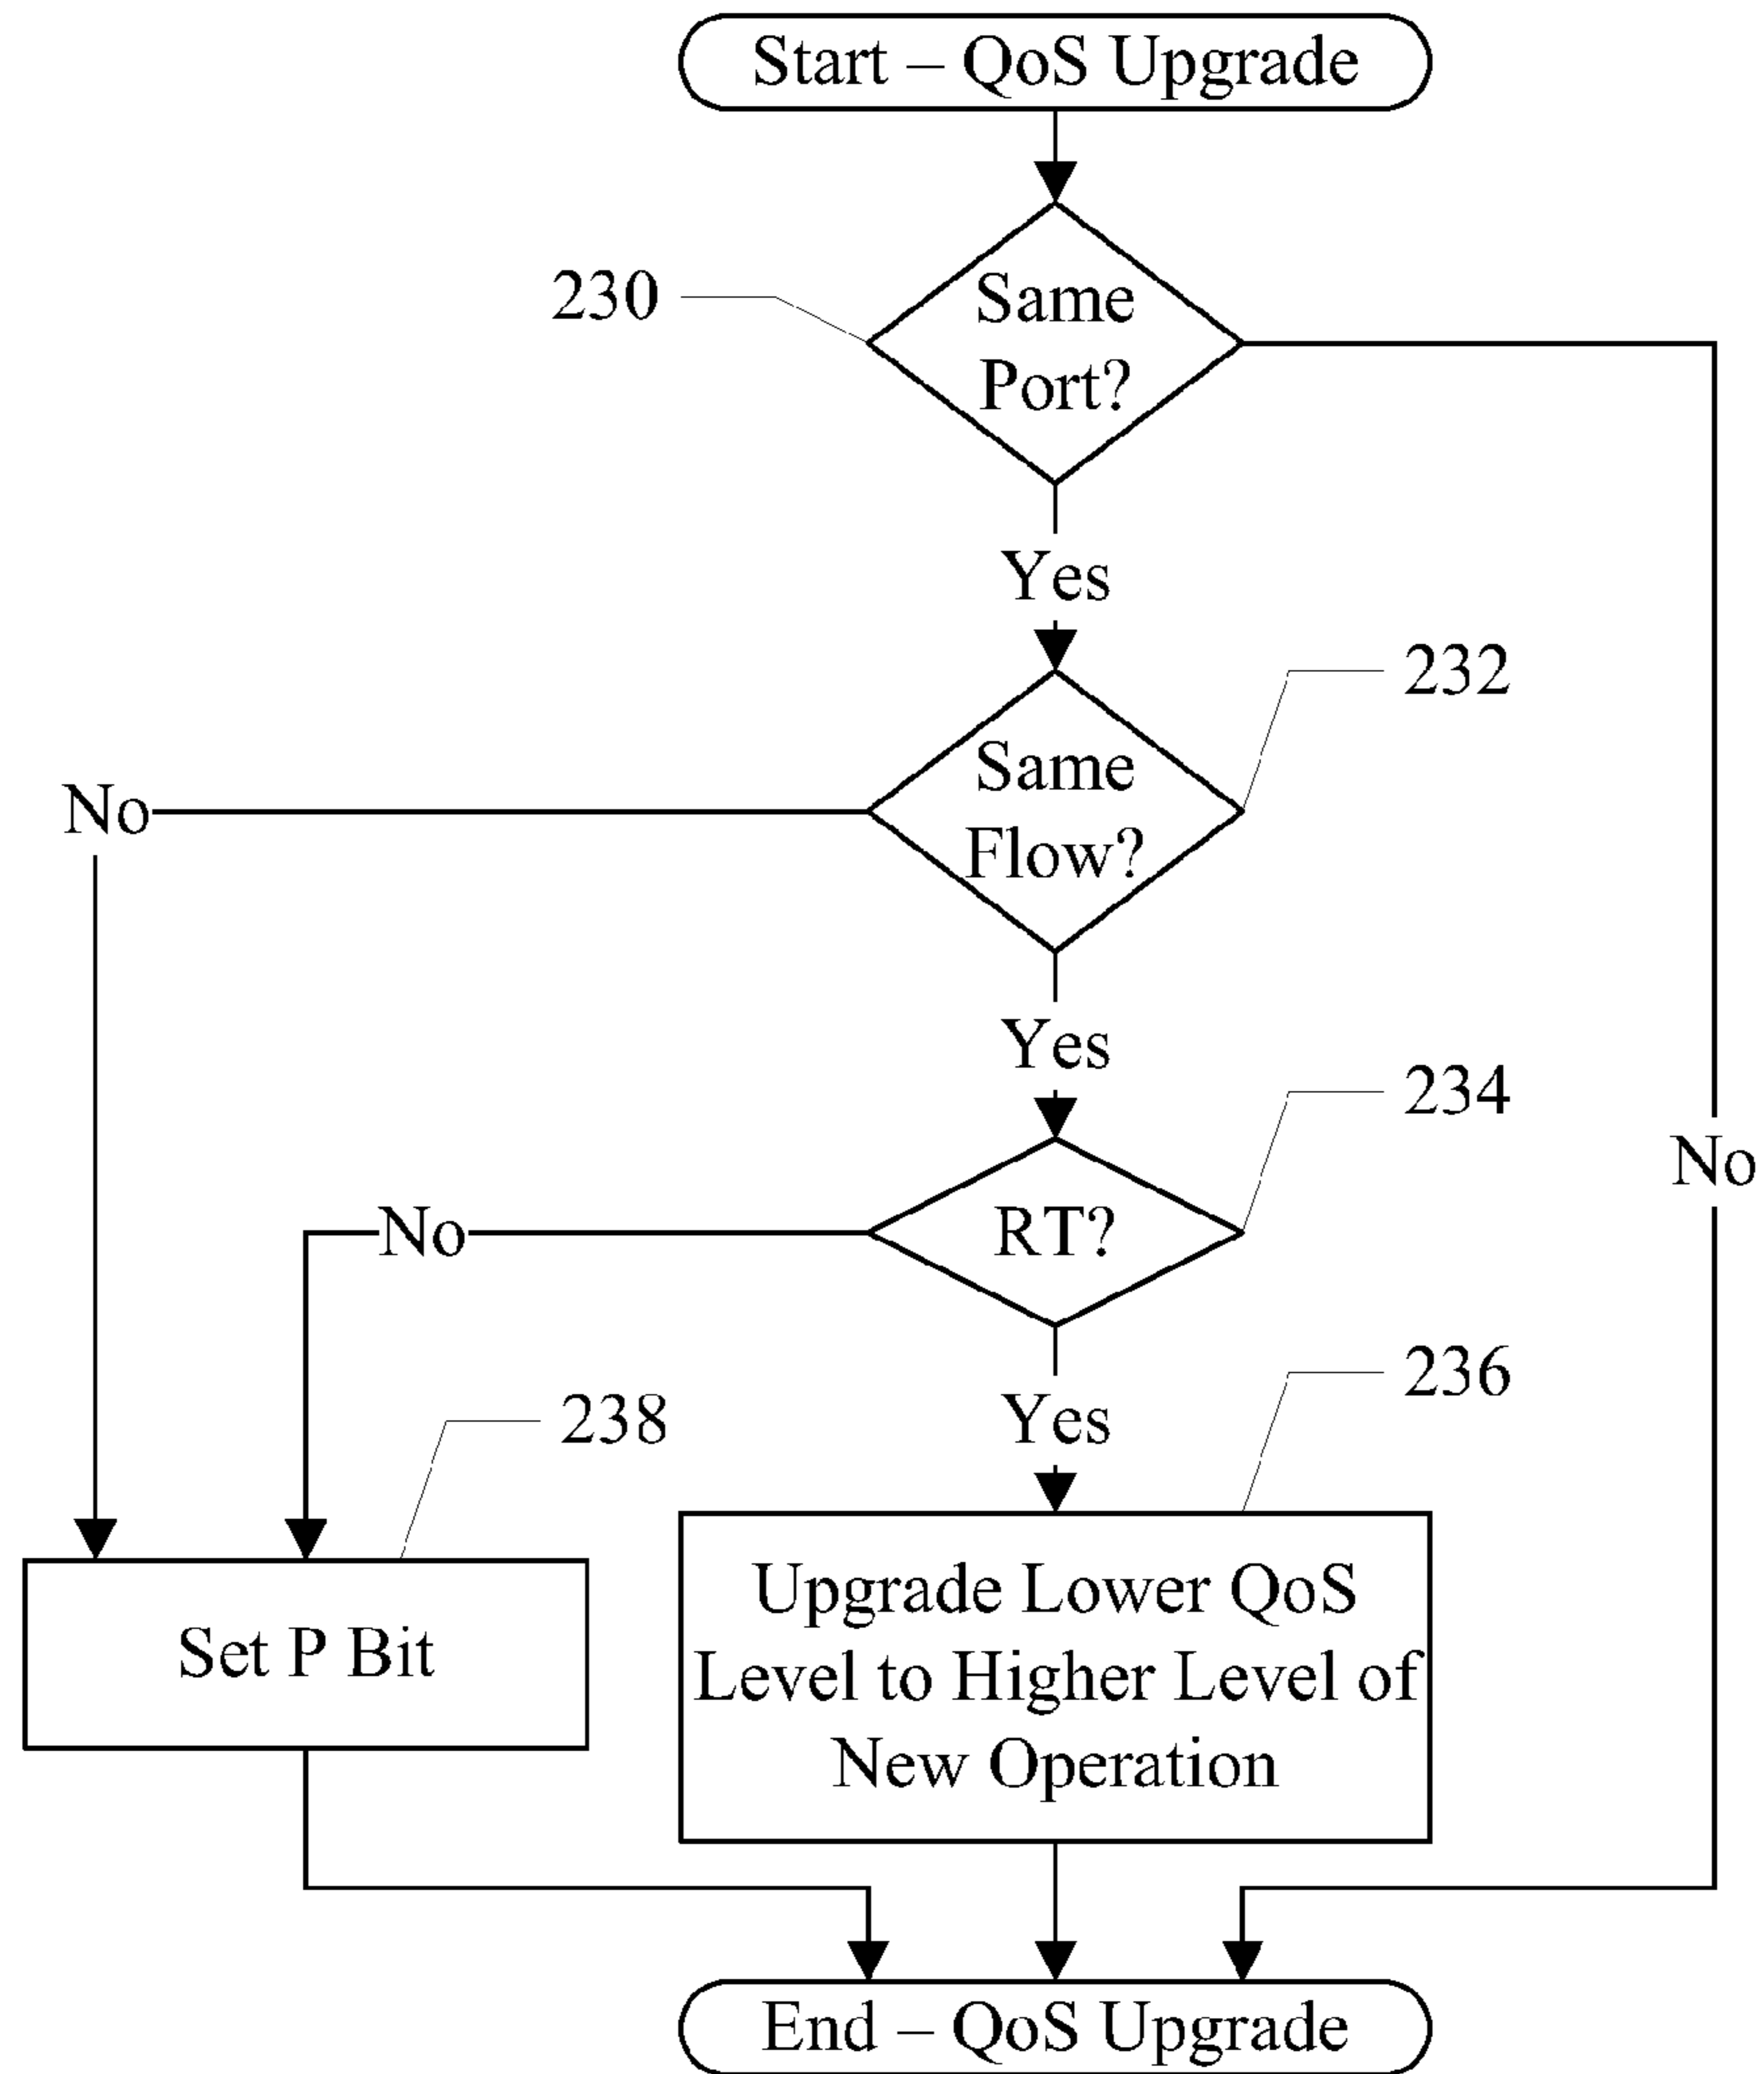 Start – QoS Upgrade
230
Same
Port?
Yes
232
Same
Flow?
No
Yes
234
No
RT?
No
236
238
Yes
Upgrade Lower QoS
Level to Higher Level of
New Operation
Set P Bit
End – QoS Upgrade